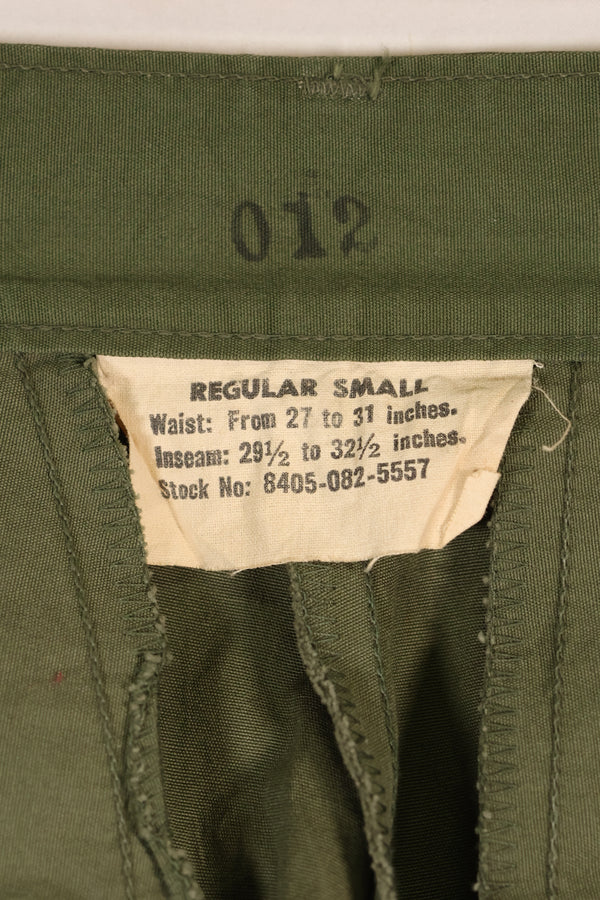 012
REGULAR SMALL
Waist: From 27 to 31 inches.
Inseam: 29½ to 32½ inches.
Stock No: 8405-082-5557